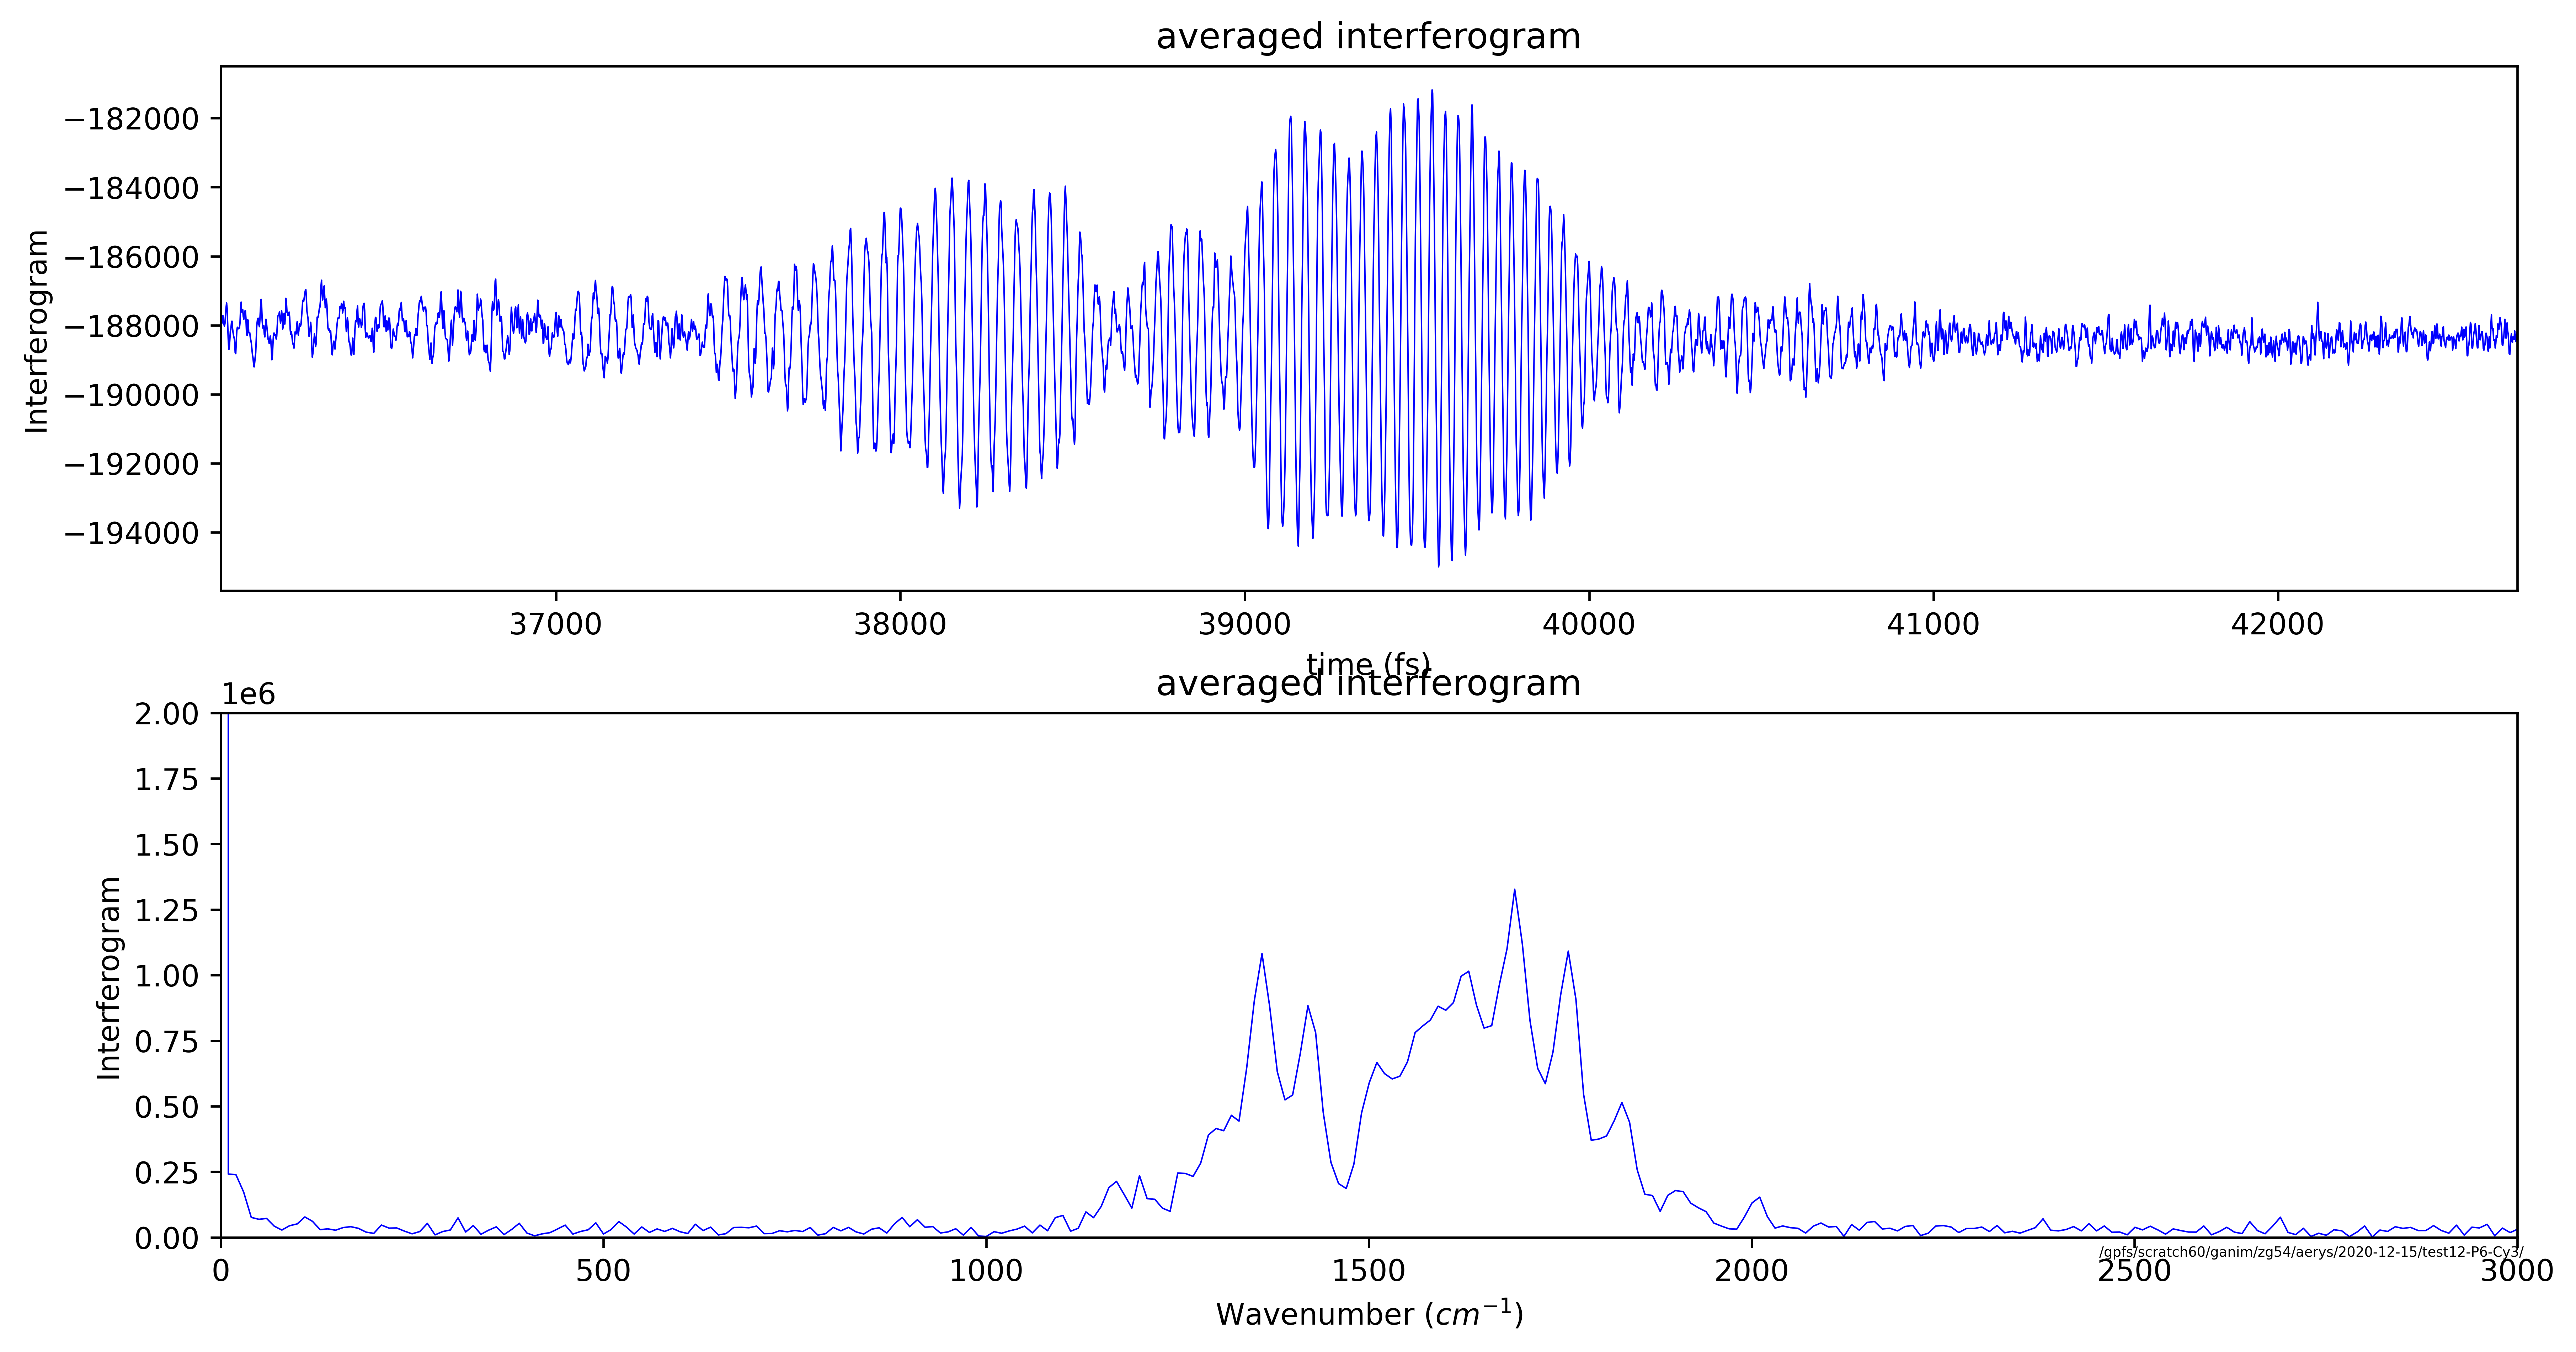 averaged interferogram
Interferogram
−182000
−184000
−186000
−188000
−190000
−192000
−194000
37000 38000 39000 40000 41000 42000
time (fs)
averaged interferogram
1e6
Interferogram
2.00
1.75
1.50
1.25
1.00
0.75
0.50
0.25
0.00
/gpfs/scratch60/ganim/zg54/aerys/2020-12-15/test12-P6-Cy3/
0 500 1000 1500 2000 2500 3000
Wavenumber (cm⁻¹)